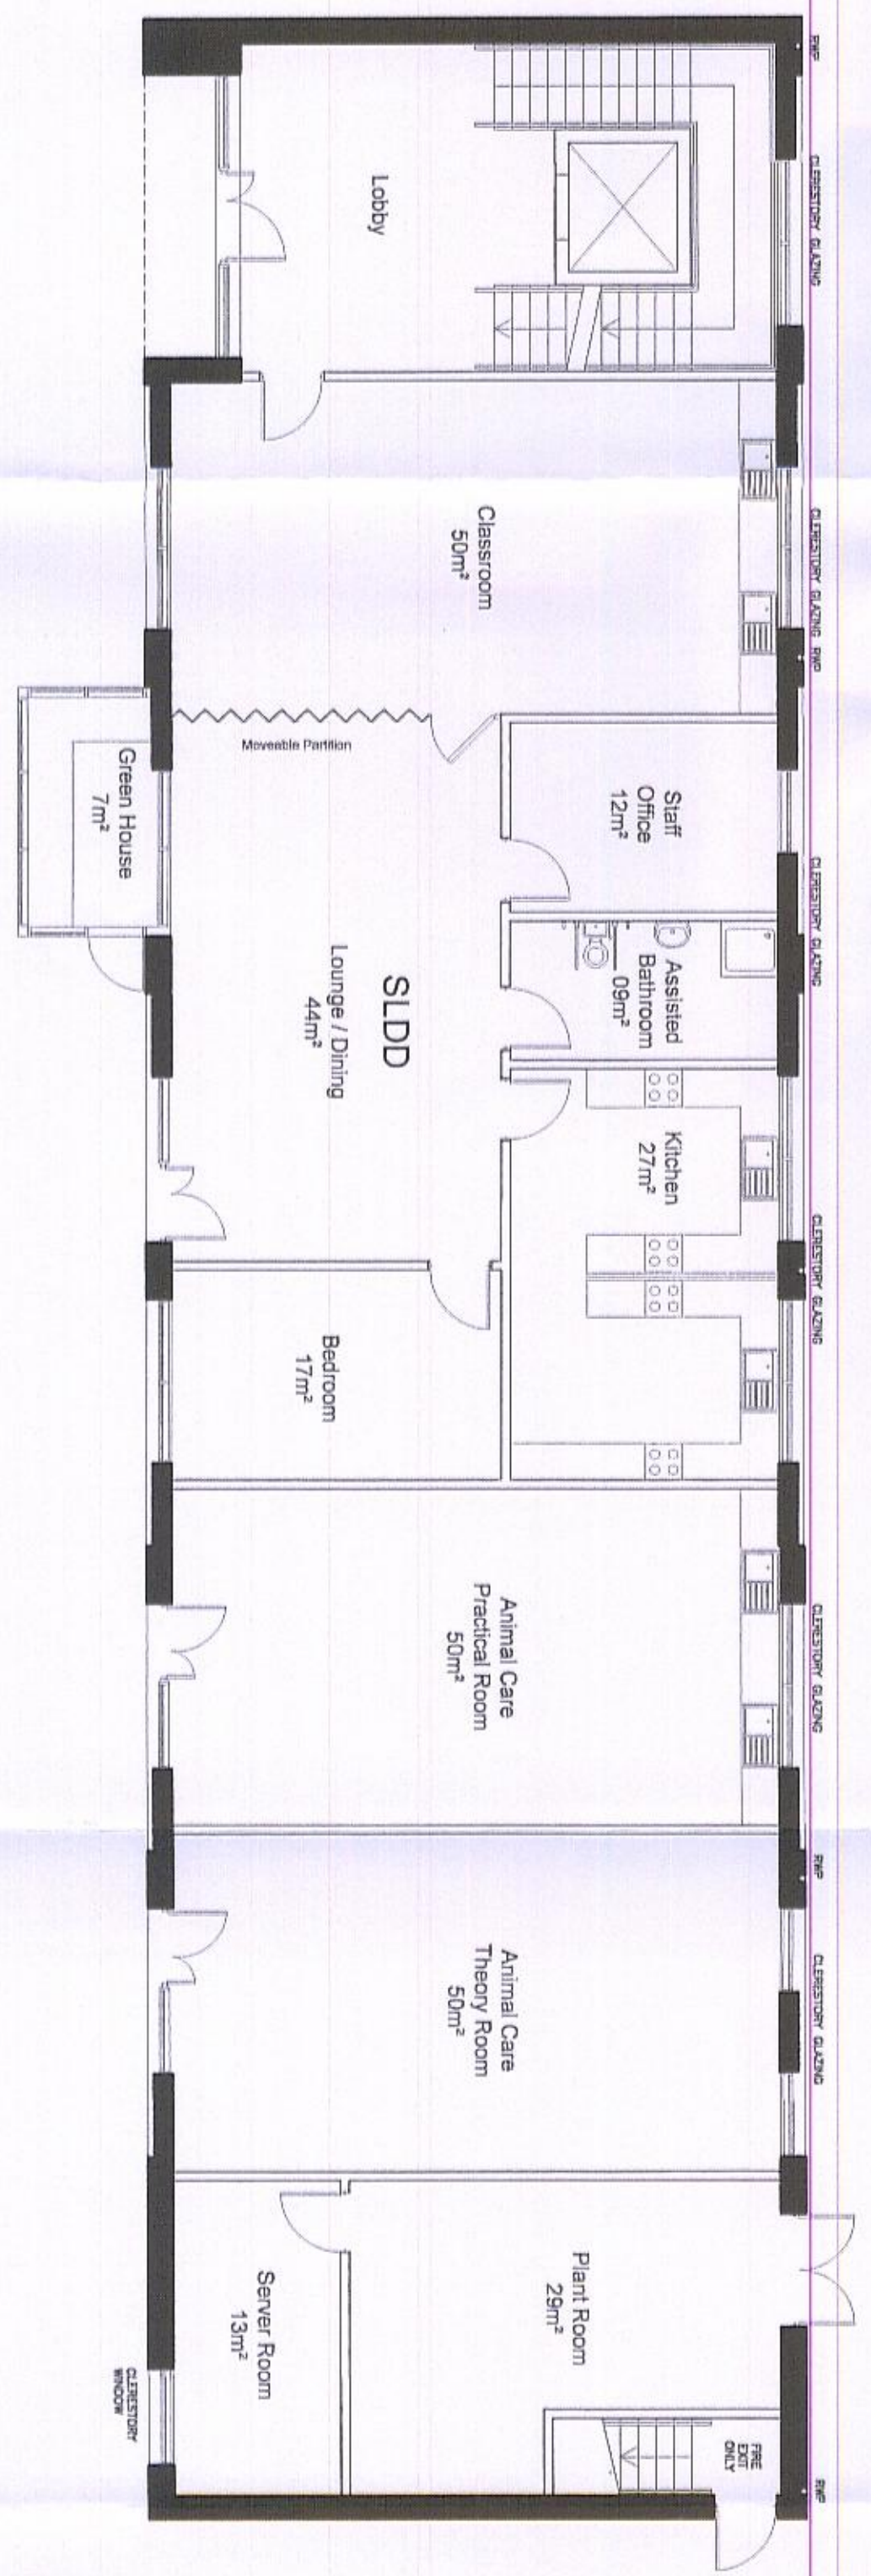 RWP
CLERESTORY GLAZING
CLERESTORY GLAZING
RWP
CLERESTORY GLAZING
CLERESTORY GLAZING
CLERESTORY GLAZING
RWP
CLERESTORY GLAZING
RWP
Lobby
Classroom
50m²
Moveable Partition
Green House
7m²
Staff
Office
12m²
Assisted
Bathroom
09m²
SLDD
Lounge / Dining
44m²
Kitchen
27m²
Bedroom
17m²
Animal Care
Practical Room
50m²
Animal Care
Theory Room
50m²
Plant Room
29m²
Server Room
13m²
FIRE
EXIT
ONLY
CLERESTORY
WINDOW